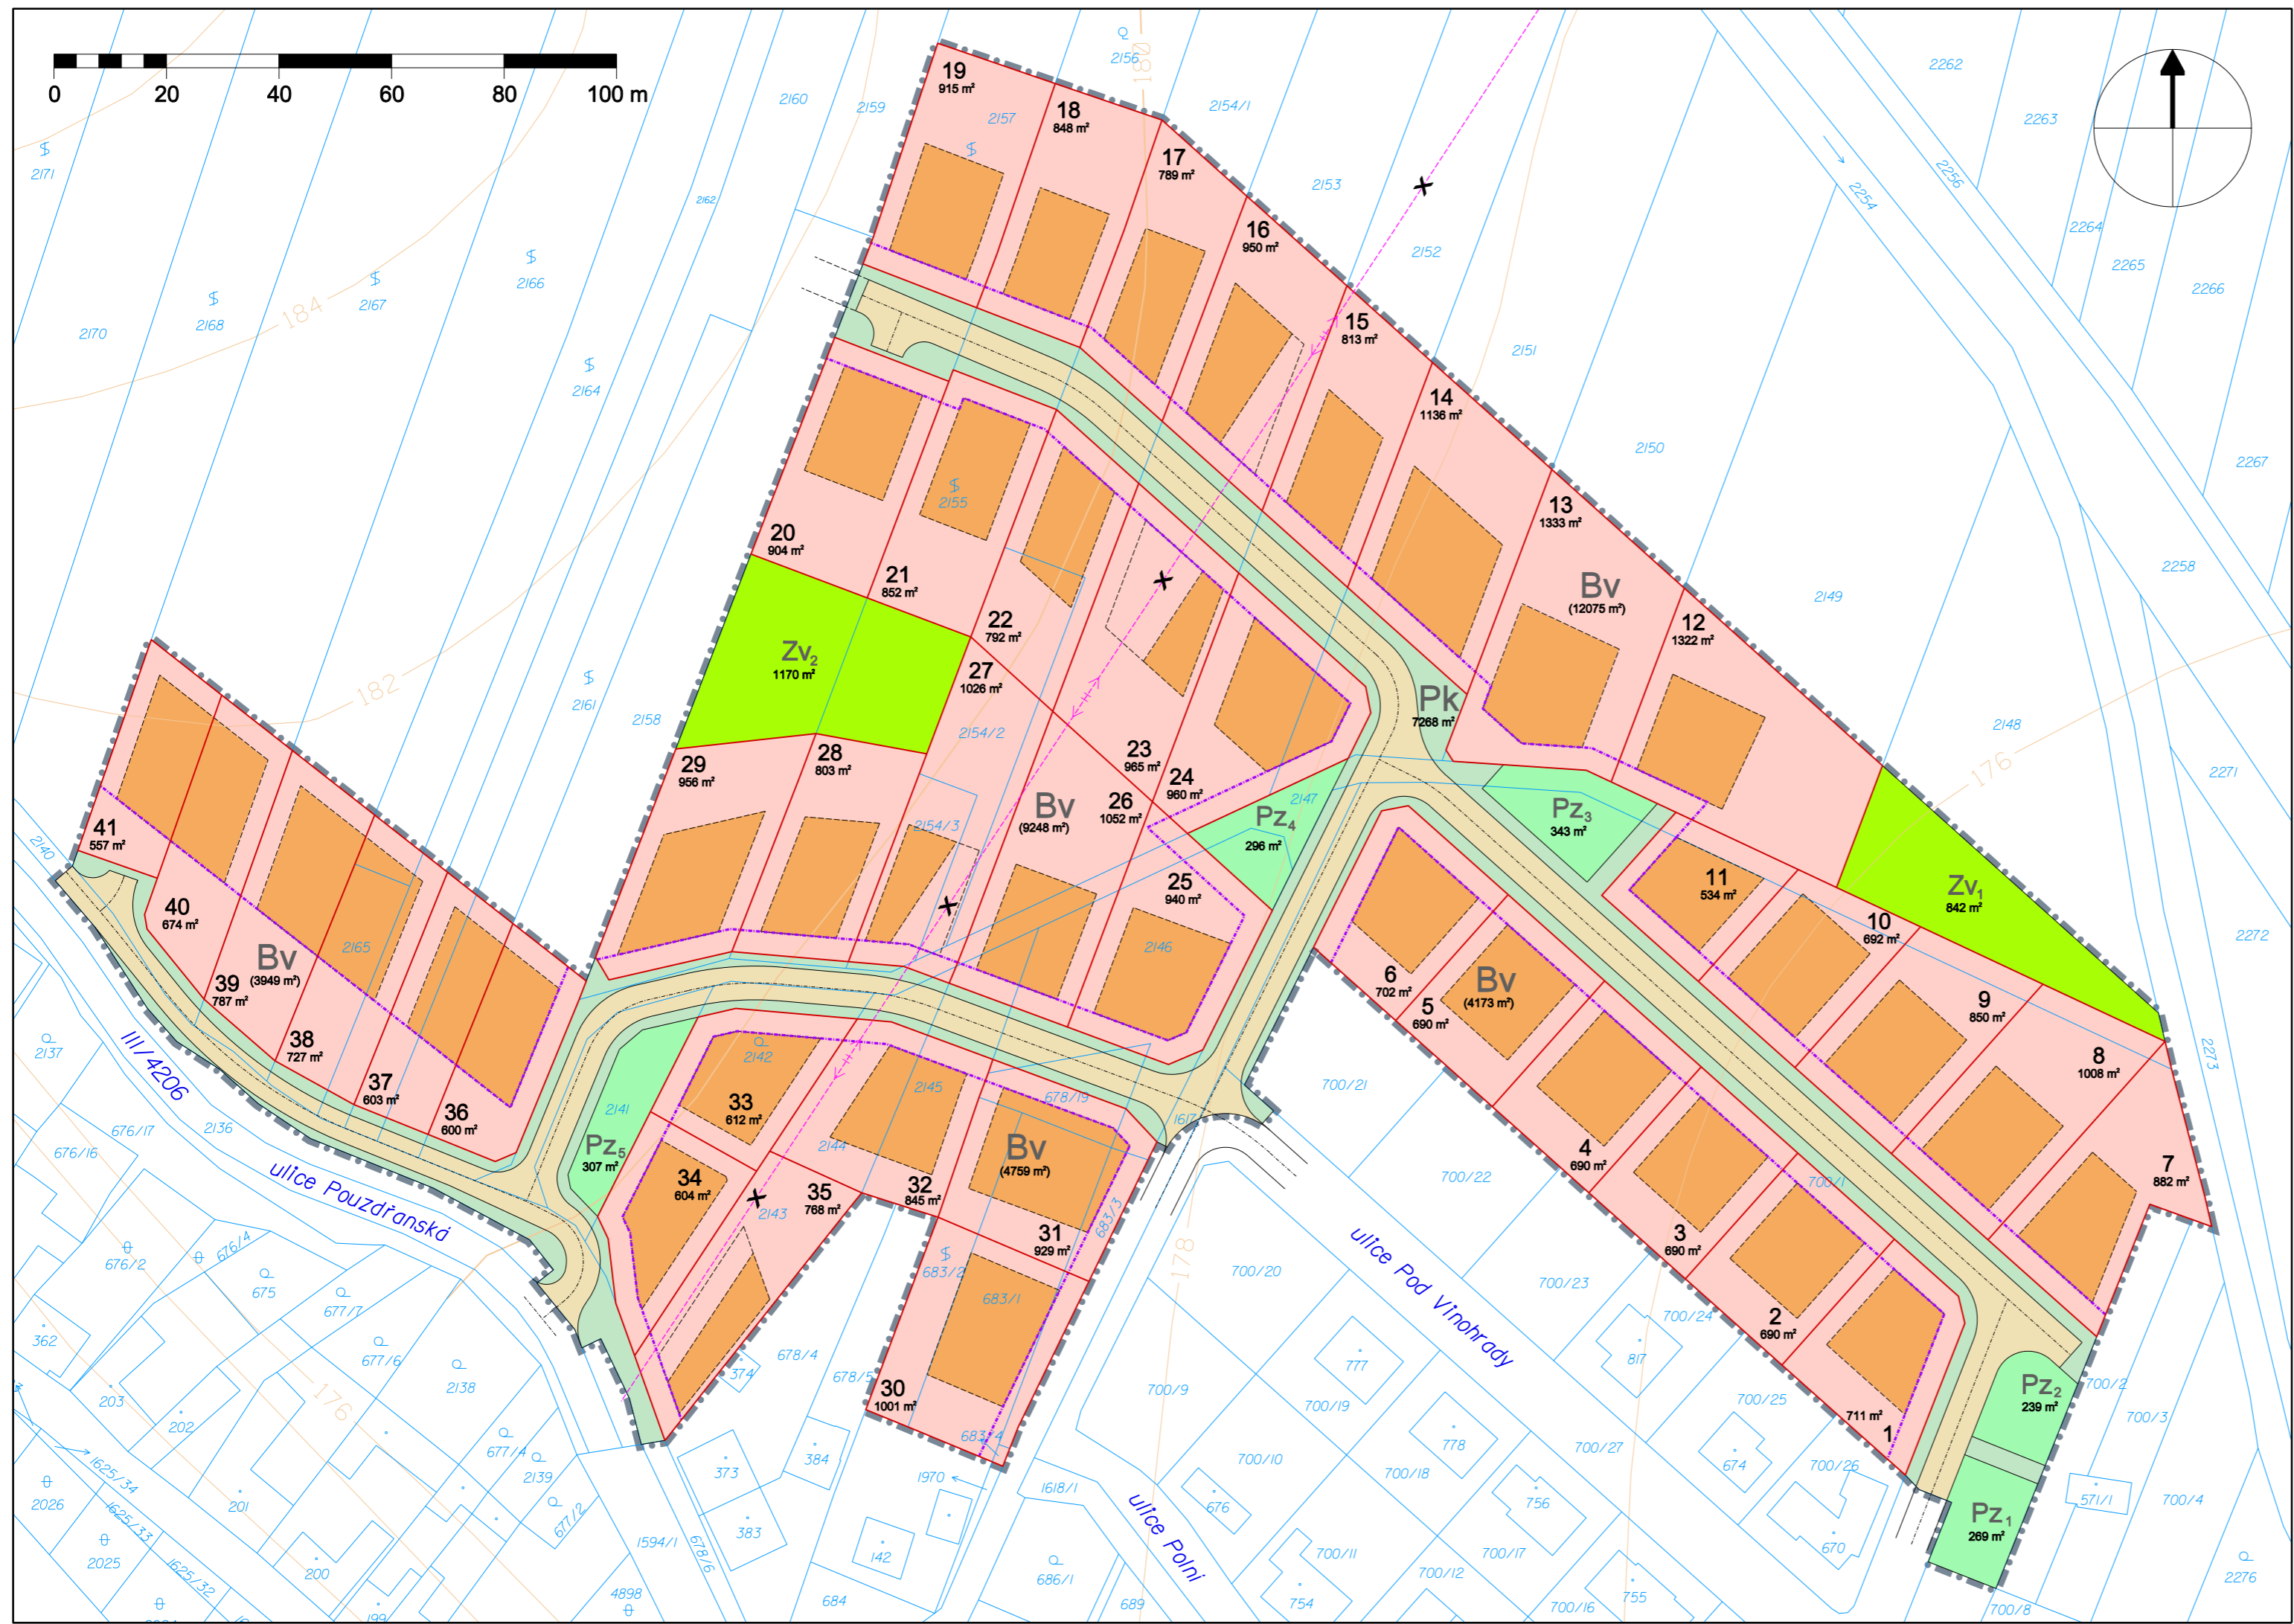 0 20 40 60 80 100 m
19
915 m²
18
848 m²
17
789 m²
16
950 m²
15
813 m²
14
1136 m²
13
1333 m²
Bv
(12075 m²)
12
1322 m²
20
904 m²
21
852 m²
22
792 m²
Zv₂
1170 m²
27
1026 m²
23
965 m²
24
960 m²
Pk
7268 m²
29
956 m²
28
803 m²
Bv
(9248 m²)
26
1052 m²
25
940 m²
Pz₄
296 m²
Pz₃
343 m²
11
534 m²
Zv₁
842 m²
10
692 m²
9
850 m²
8
1008 m²
7
882 m²
41
557 m²
40
674 m²
Bv
(3949 m²)
39
787 m²
38
727 m²
37
603 m²
36
600 m²
6
702 m²
5
690 m²
Bv
(4173 m²)
4
690 m²
3
690 m²
2
690 m²
711 m²
1
Pz₅
307 m²
33
612 m²
34
604 m²
35
768 m²
32
845 m²
Bv
(4759 m²)
31
929 m²
30
1001 m²
Pz₂
239 m²
Pz₁
269 m²
III/4206
ulice Pouzdřanská
ulice Pod Vinohrady
ulice Polní
184
182
180
178
176
176
2171
2170
2168
2167
2166
2164
2162
2161
2160
2159
2158
2157
2156
2155
2154/1
2154/2
2154/3
2153
2152
2151
2150
2149
2148
2147
2146
2145
2144
2143
2142
2141
2140
2165
2137
2136
2138
2139
2254
2256
2262
2263
2264
2265
2266
2267
2258
2271
2272
2273
2276
676/16
676/17
676/2
676/4
675
677/7
677/6
677/4
677/2
362
203
202
201
200
199
2026
2025
1625/34
1625/33
1625/32
4898
1594/1
678/6
678/4
678/5
678/19
374
373
384
383
142
684
1970
683/1
683/2
683/3
683/4
1617
1618/1
686/1
689
700/21
700/22
700/23
700/24
700/25
700/26
700/27
700/20
700/19
700/18
700/17
700/16
700/12
700/11
700/10
700/9
700/8
700/1
700/2
700/3
700/4
571/1
777
778
817
674
676
756
754
755
670